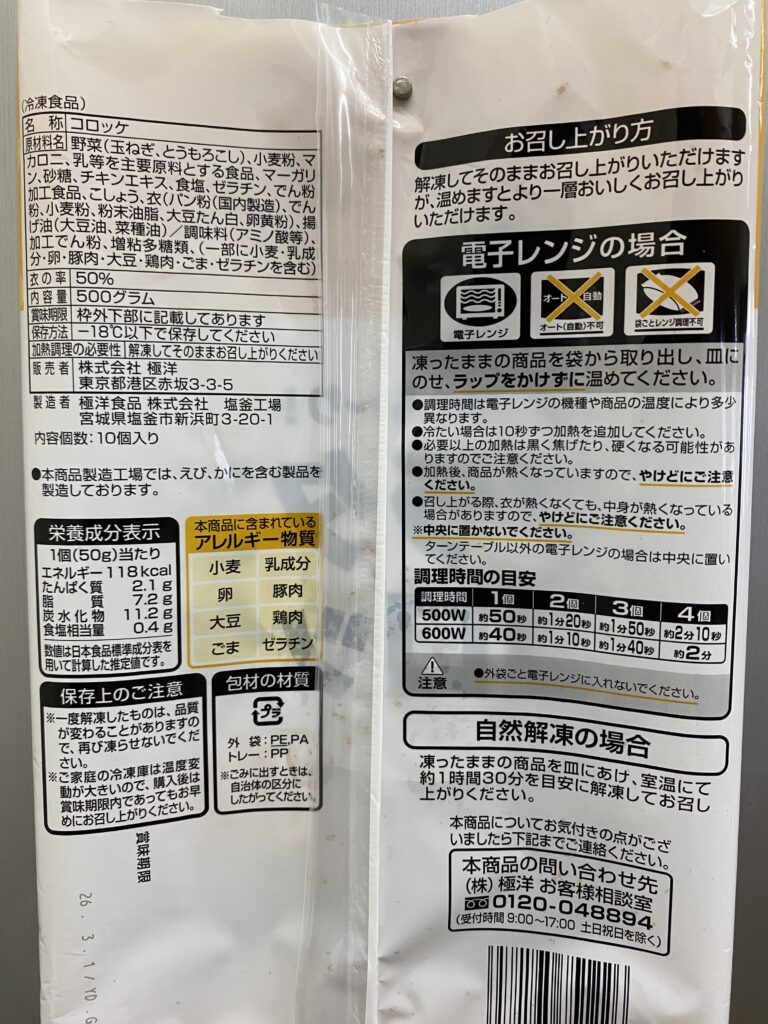 (冷凍食品)
名 称 コロッケ
原材料名 野菜(玉ねぎ、とうもろこし)、小麦粉、マ
カロニ、乳等を主要原料とする食品、マーガリ
ン、砂糖、チキンエキス、食塩、ゼラチン、でん粉
加工食品、こしょう、衣(パン粉(国内製造)、でん
粉、小麦粉、粉末油脂、大豆たん白、卵黄粉)、揚
げ油(大豆油、菜種油)／調味料(アミノ酸等)、
加工でん粉、増粘多糖類、(一部に小麦・乳成
分・卵・豚肉・大豆・鶏肉・ごま・ゼラチンを含む)
衣の率 50%
内容量 500グラム
賞味期限 枠外下部に記載してあります
保存方法 −18℃以下で保存してください
加熱調理の必要性 解凍してそのままお召し上がりください
販売者 株式会社 極洋
東京都港区赤坂3-3-5
製造者 極洋食品 株式会社 塩釜工場
宮城県塩釜市新浜町3-20-1
内容個数:10個入り
●本商品製造工場では、えび、かにを含む製品を
製造しております。
栄養成分表示
1個(50g)当たり
エネルギー 118kcal
たんぱく質 2.1g
脂質 7.2g
炭水化物 11.2g
食塩相当量 0.4g
数値は日本食品標準成分表を
用いて計算した推定値です。
本商品に含まれている
アレルギー物質
小麦 乳成分
卵 豚肉
大豆 鶏肉
ごま ゼラチン
保存上のご注意
※一度解凍したものは、品質
が変わることがありますの
で、再び凍らせないでくだ
さい。
※ご家庭の冷凍庫は温度変
動が大きいので、購入後は
賞味期限内であってもお早
めにお召し上がりください。
包材の材質
プラ
外袋:PE,PA
トレー:PP
※ごみに出すときは、
自治体の区分に
したがってください。
賞味期限
26.3.1/YD.G
お召し上がり方
解凍してそのままお召し上がりいただけます
が、温めますとより一層おいしくお召し上がり
いただけます。
電子レンジの場合
電子レンジ
オート 自動
オート(自動)不可
袋ごとレンジ調理不可
凍ったままの商品を袋から取り出し、皿に
のせ、ラップをかけずに温めてください。
●調理時間は電子レンジの機種や商品の温度により多少
異なります。
●冷たい場合は10秒ずつ加熱を追加してください。
●必要以上の加熱は黒く焦げたり、硬くなる可能性があ
りますのでご注意ください。
●加熱後、商品が熱くなっていますので、やけどにご注意
ください。
●召し上がる際、衣が熱くなくても、中身が熱くなっている
場合がありますので、やけどにご注意ください。
※中央に置かないでください。
ターンテーブル以外の電子レンジの場合は中央に置い
てください。
調理時間の目安
調理時間 1個 2個 3個 4個
500W 約50秒 約1分20秒 約1分50秒 約2分10秒
600W 約40秒 約1分10秒 約1分40秒 約2分
注意
●外袋ごと電子レンジに入れないでください。
自然解凍の場合
凍ったままの商品を皿にあけ、室温にて
約1時間30分を目安に解凍してお召し
上がりください。
本商品についてお気付きの点がござ
いましたら下記までご連絡ください。
本商品の問い合わせ先
(株)極洋 お客様相談室
0120-048894
(受付時間 9:00〜17:00 土日祝日を除く)